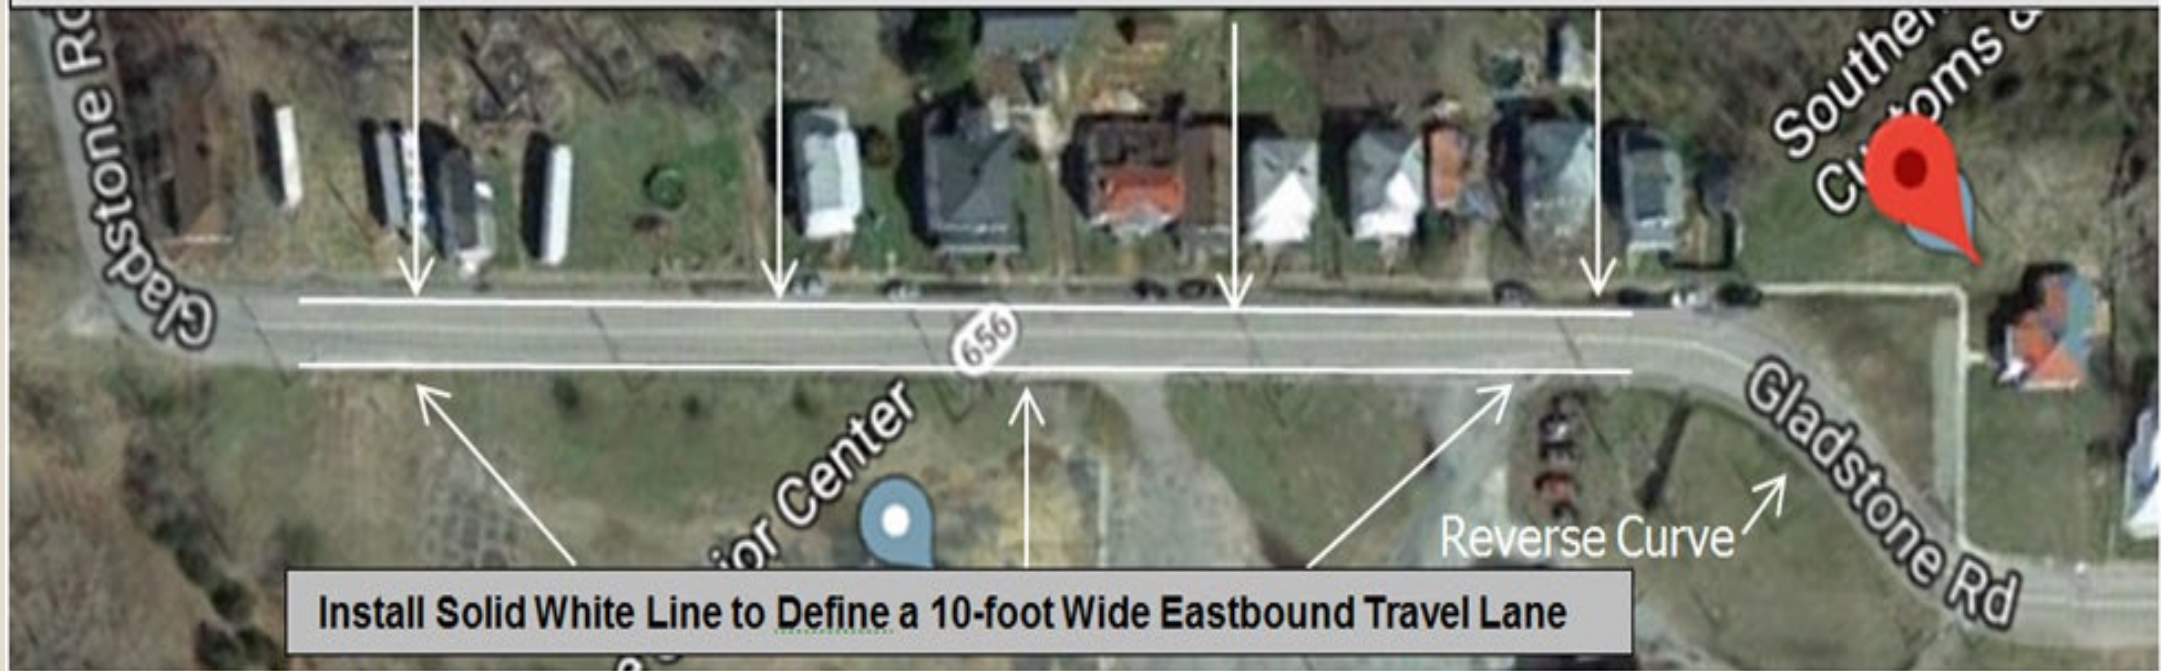 Gladstone Rd
Southern
Customs &
656
ior Center
Reverse Curve
Gladstone Rd
Install Solid White Line to Define a 10-foot Wide Eastbound Travel Lane